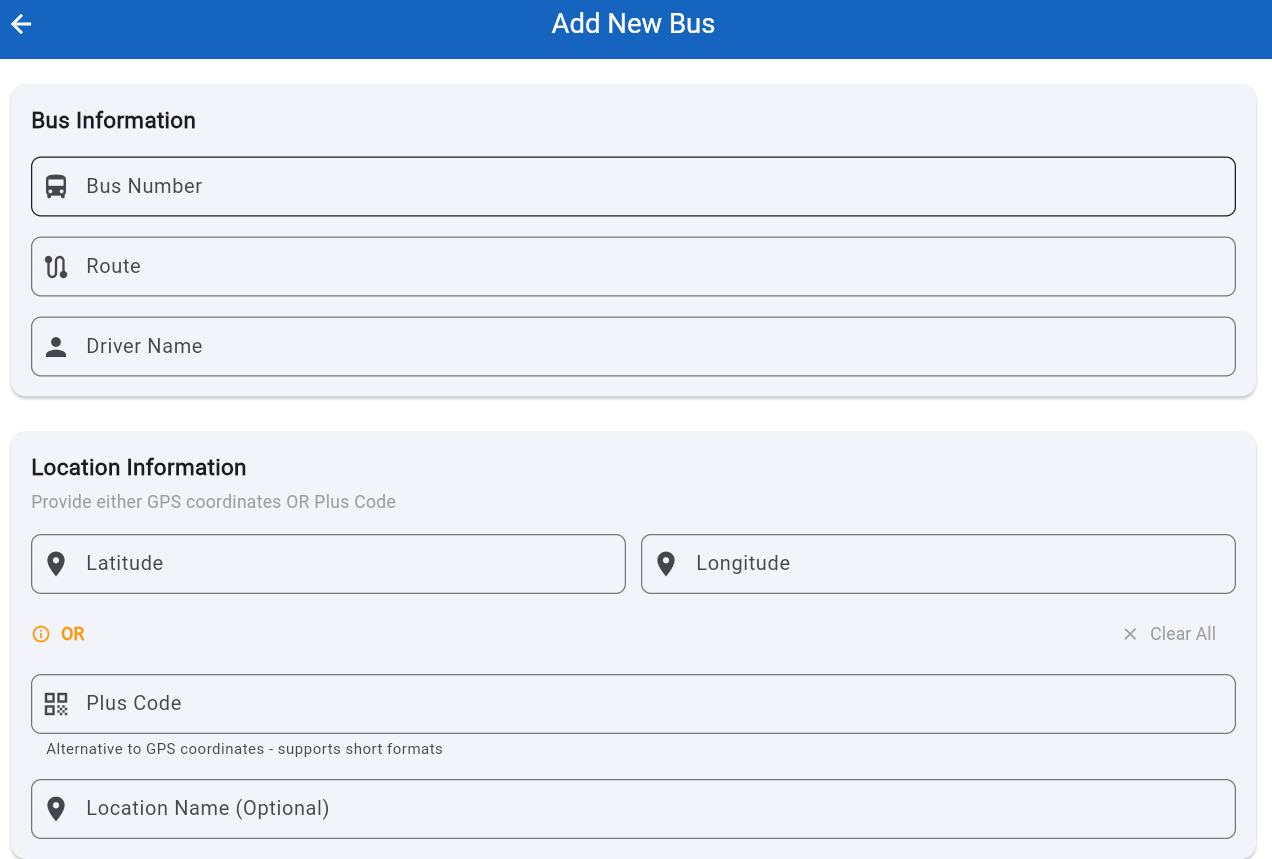 Add New Bus
Bus Information
Bus Number
Route
Driver Name
Location Information
Provide either GPS coordinates OR Plus Code
Latitude
Longitude
OR
Clear All
Plus Code
Alternative to GPS coordinates - supports short formats
Location Name (Optional)